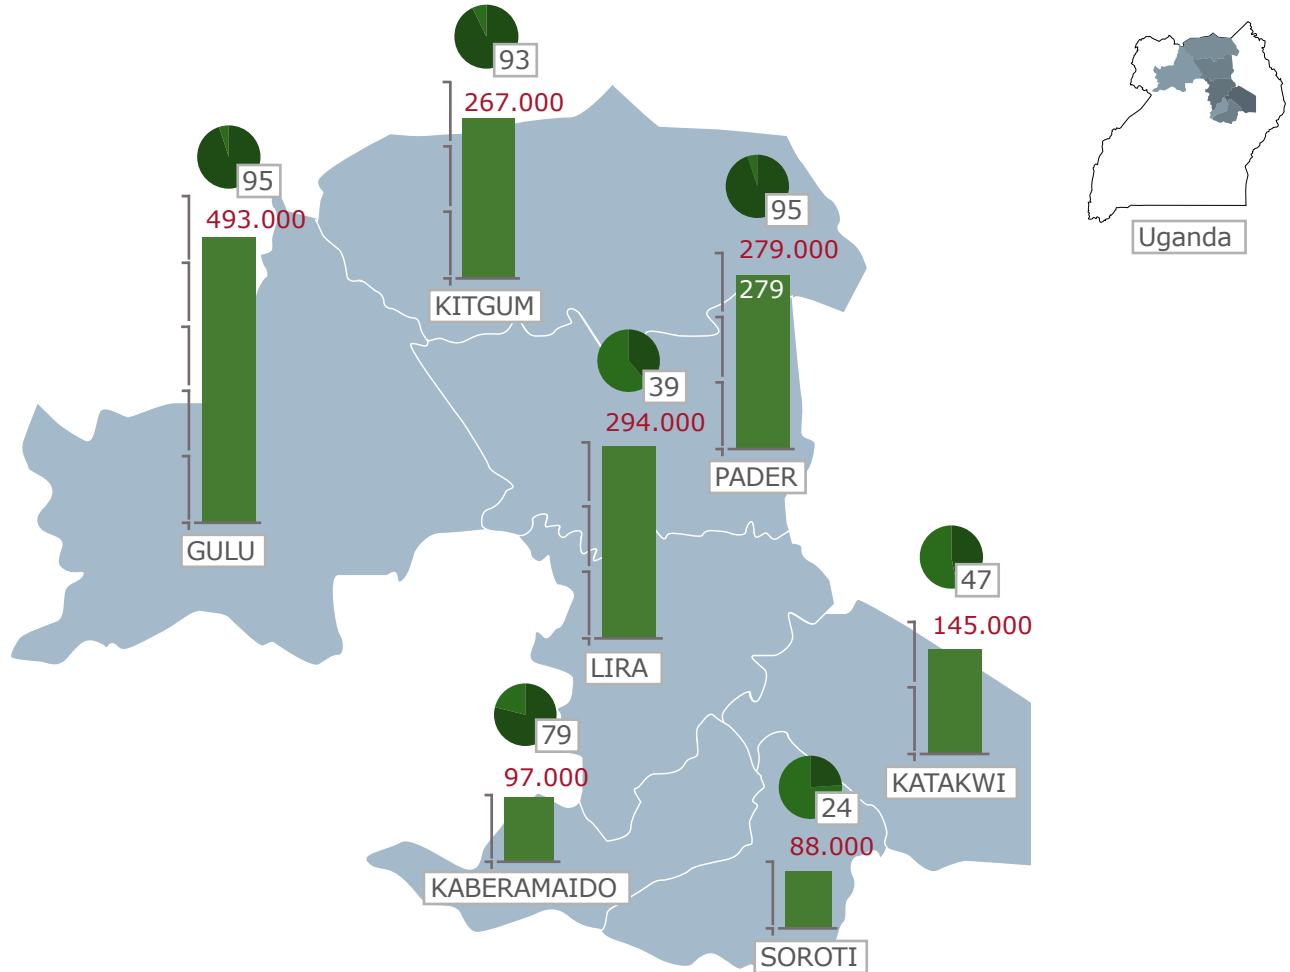 93
267.000
KITGUM
95
493.000
GULU
95
279.000
279
PADER
Uganda
39
294.000
LIRA
47
145.000
KATAKWI
79
97.000
KABERAMAIDO
24
88.000
SOROTI